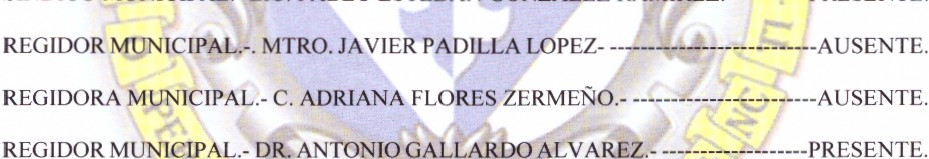 REGIDOR MUNICIPAL.-. MTRO. JAVIER PADILLA LOPEZ- --------------------------AUSENTE.
REGIDORA MUNICIPAL.- C. ADRIANA FLORES ZERMEÑO.- -----------------------AUSENTE.
REGIDOR MUNICIPAL.- DR. ANTONIO GALLARDO ALVAREZ.- --------------------PRESENTE.